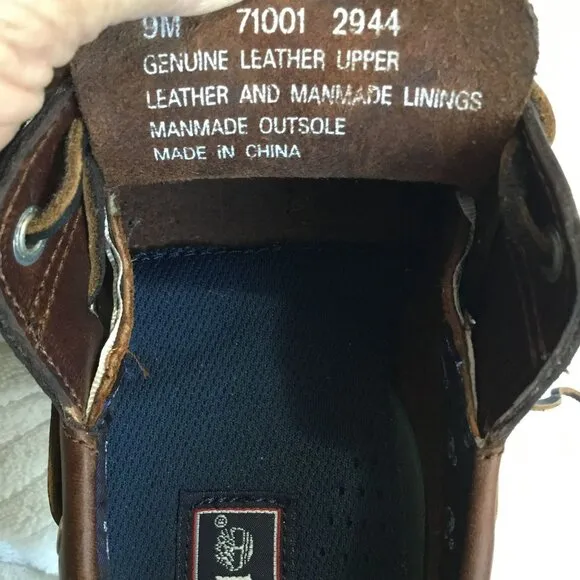 9M 71001 2944
GENUINE LEATHER UPPER
LEATHER AND MANMADE LININGS
MANMADE OUTSOLE
MADE IN CHINA
®